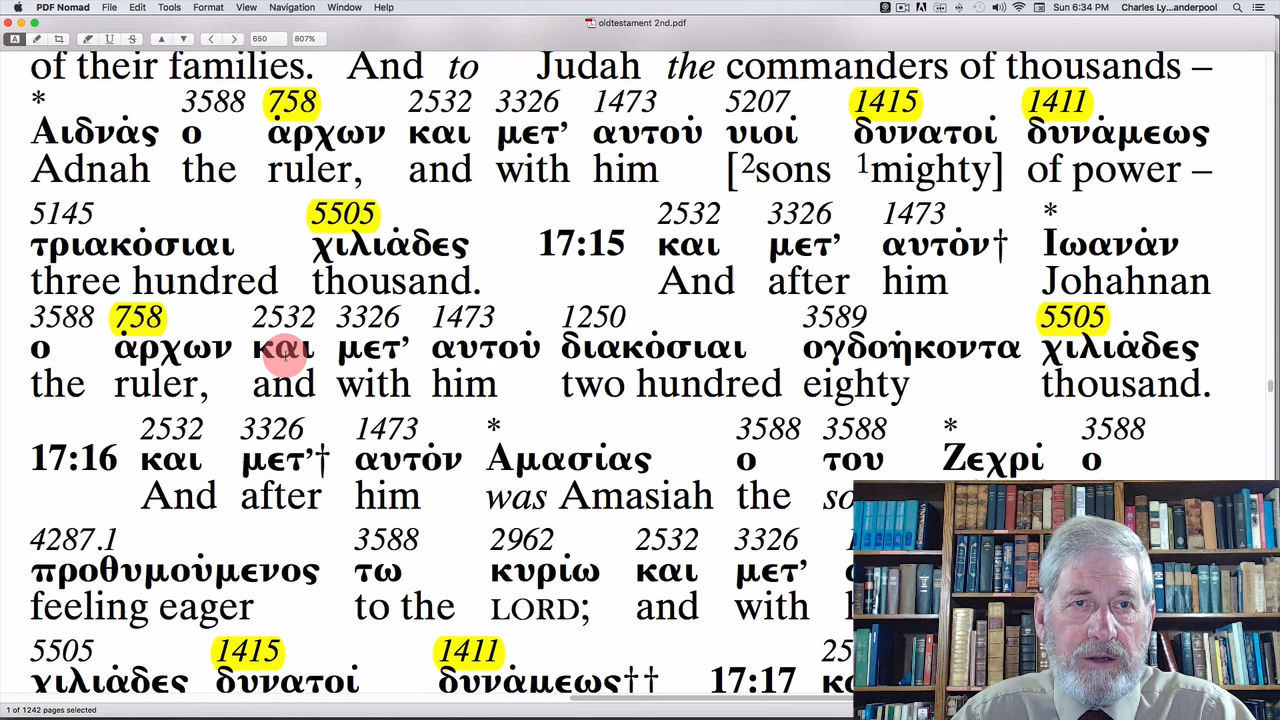 PDF Nomad File Edit Tools Format View Navigation Window Help Sun 6:34 PM Charles Ly...anderpool
oldtestament 2nd.pdf
650 807%
of their families. And to Judah the commanders of thousands –
* 3588 758 2532 3326 1473 5207 1415 1411
Αιδνάς ο άρχων και μετ’ αυτού υιοί δυνατοί δυνάμεως
Adnah the ruler, and with him [2sons 1mighty] of power –
5145 5505 2532 3326 1473 *
τριακόσιαι χιλιάδες 17:15 και μετ’ αυτόν† Ιωανάν
three hundred thousand. And after him Johahnan
3588 758 2532 3326 1473 1250 3589 5505
ο άρχων και μετ’ αυτού διακόσιαι ογδοήκοντα χιλιάδες
the ruler, and with him two hundred eighty thousand.
2532 3326 1473 * 3588 3588 * 3588
17:16 και μετ’† αυτόν Αμασίας ο του Ζεχρί ο
And after him was Amasiah the
4287.1 3588 2962 2532 3326
προθυμούμενος τω κυρίω και μετ’
feeling eager to the LORD; and with
5505 1415 1411
χιλιάδες δυνατοί δυνάμεως†† 17:17
1 of 1242 pages selected